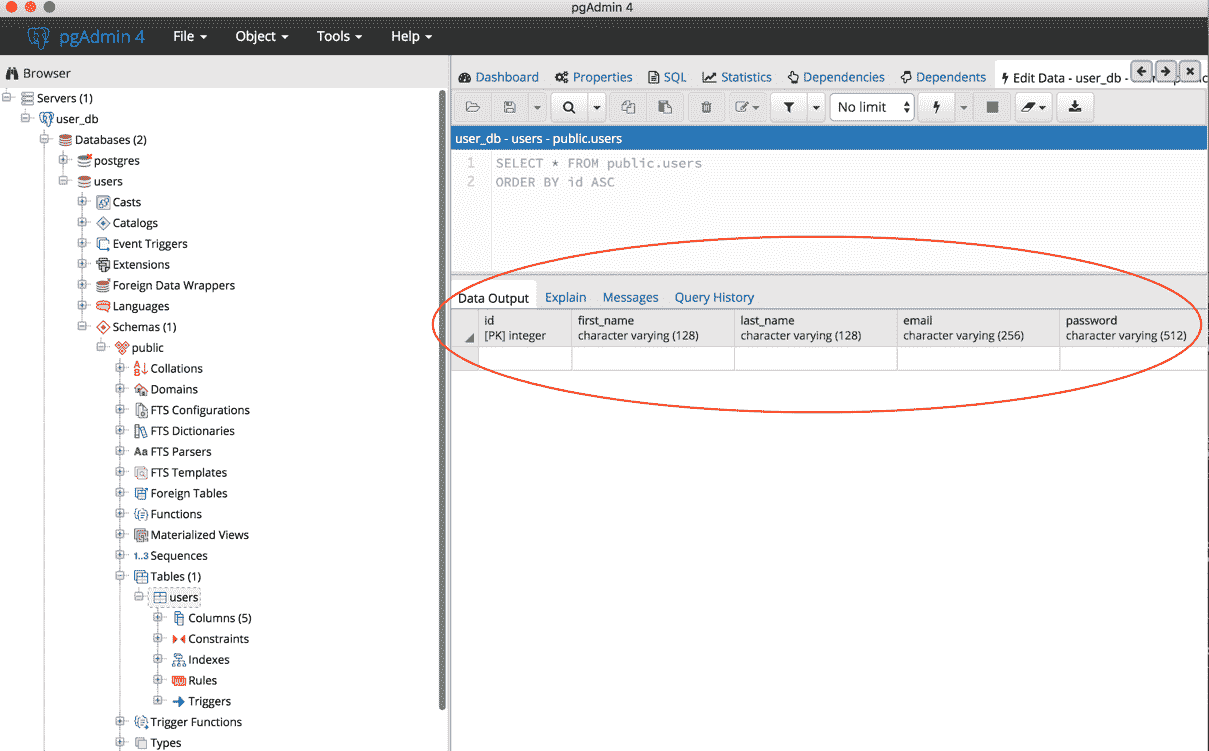 pgAdmin 4
pgAdmin 4 File Object Tools Help
Browser
Servers (1)
user_db
Databases (2)
postgres
users
Casts
Catalogs
Event Triggers
Extensions
Foreign Data Wrappers
Languages
Schemas (1)
public
Collations
Domains
FTS Configurations
FTS Dictionaries
Aa FTS Parsers
FTS Templates
Foreign Tables
Functions
Materialized Views
1..3 Sequences
Tables (1)
users
Columns (5)
Constraints
Indexes
Rules
Triggers
Trigger Functions
Types
Dashboard Properties SQL Statistics Dependencies Dependents Edit Data - user_db -
No limit
user_db - users - public.users
1 SELECT * FROM public.users
2 ORDER BY id ASC
Data Output Explain Messages Query History
id first_name last_name email password
[PK] integer character varying (128) character varying (128) character varying (256) character varying (512)